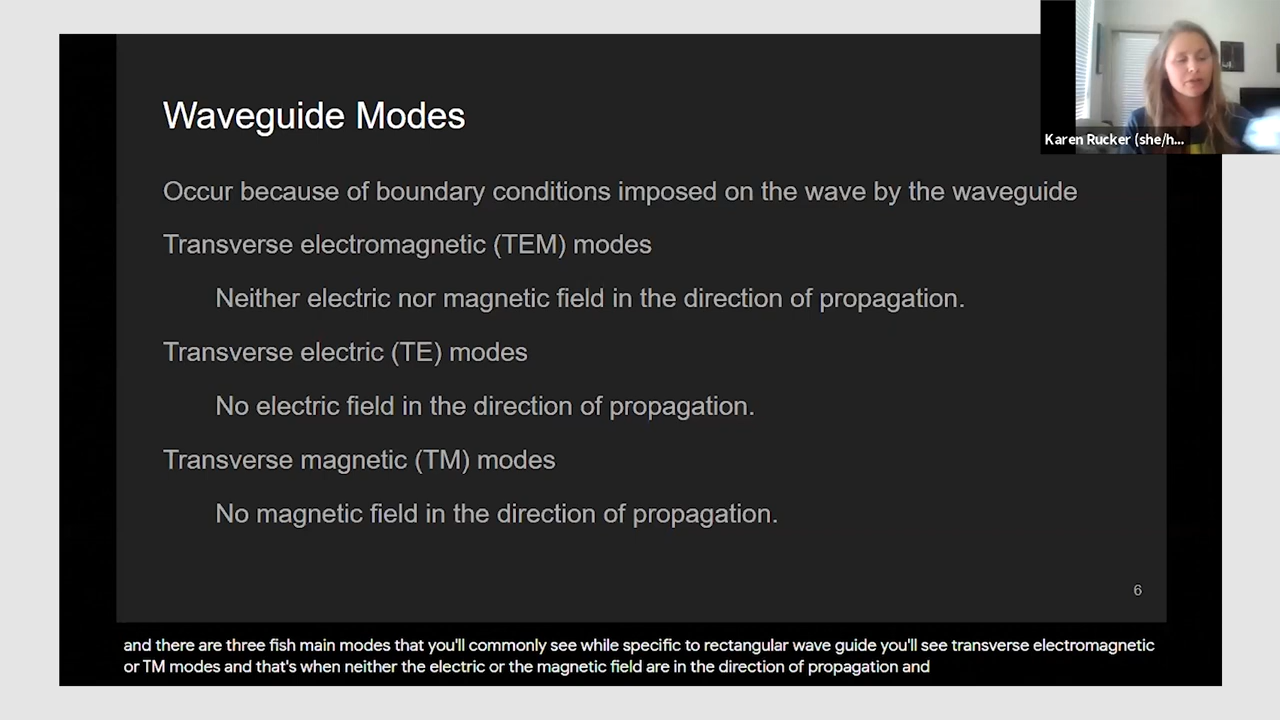 Waveguide Modes
Karen Rucker (she/h...
Occur because of boundary conditions imposed on the wave by the waveguide
Transverse electromagnetic (TEM) modes
Neither electric nor magnetic field in the direction of propagation.
Transverse electric (TE) modes
No electric field in the direction of propagation.
Transverse magnetic (TM) modes
No magnetic field in the direction of propagation.
6
and there are three fish main modes that you'll commonly see while specific to rectangular wave guide you'll see transverse electromagnetic
or TM modes and that's when neither the electric or the magnetic field are in the direction of propagation and